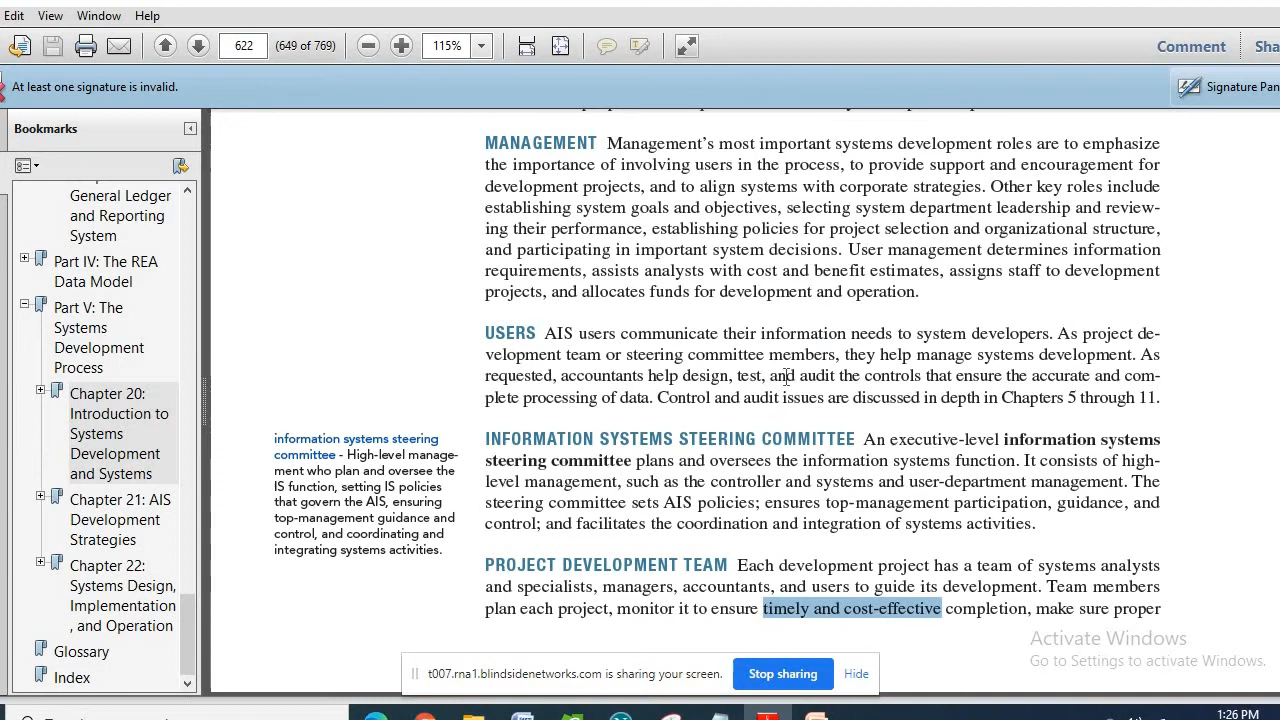 Edit View Window Help
622 (649 of 769) 115% Comment
At least one signature is invalid. Signature Pan
Bookmarks
General Ledger
and Reporting
System
Part IV: The REA
Data Model
Part V: The
Systems
Development
Process
Chapter 20:
Introduction to
Systems
Development
and Systems
Chapter 21: AIS
Development
Strategies
Chapter 22:
Systems Design,
Implementation
, and Operation
Glossary
Index
MANAGEMENT Management’s most important systems development roles are to emphasize
the importance of involving users in the process, to provide support and encouragement for
development projects, and to align systems with corporate strategies. Other key roles include
establishing system goals and objectives, selecting system department leadership and review-
ing their performance, establishing policies for project selection and organizational structure,
and participating in important system decisions. User management determines information
requirements, assists analysts with cost and benefit estimates, assigns staff to development
projects, and allocates funds for development and operation.
USERS AIS users communicate their information needs to system developers. As project de-
velopment team or steering committee members, they help manage systems development. As
requested, accountants help design, test, and audit the controls that ensure the accurate and com-
plete processing of data. Control and audit issues are discussed in depth in Chapters 5 through 11.
information systems steering
committee - High-level manage-
ment who plan and oversee the
IS function, setting IS policies
that govern the AIS, ensuring
top-management guidance and
control, and coordinating and
integrating systems activities.
INFORMATION SYSTEMS STEERING COMMITTEE An executive-level information systems
steering committee plans and oversees the information systems function. It consists of high-
level management, such as the controller and systems and user-department management. The
steering committee sets AIS policies; ensures top-management participation, guidance, and
control; and facilitates the coordination and integration of systems activities.
PROJECT DEVELOPMENT TEAM Each development project has a team of systems analysts
and specialists, managers, accountants, and users to guide its development. Team members
plan each project, monitor it to ensure timely and cost-effective completion, make sure proper
Activate Windows
Go to Settings to activate Windows.
t007.rna1.blindsidenetworks.com is sharing your screen. Stop sharing Hide
1:26 PM